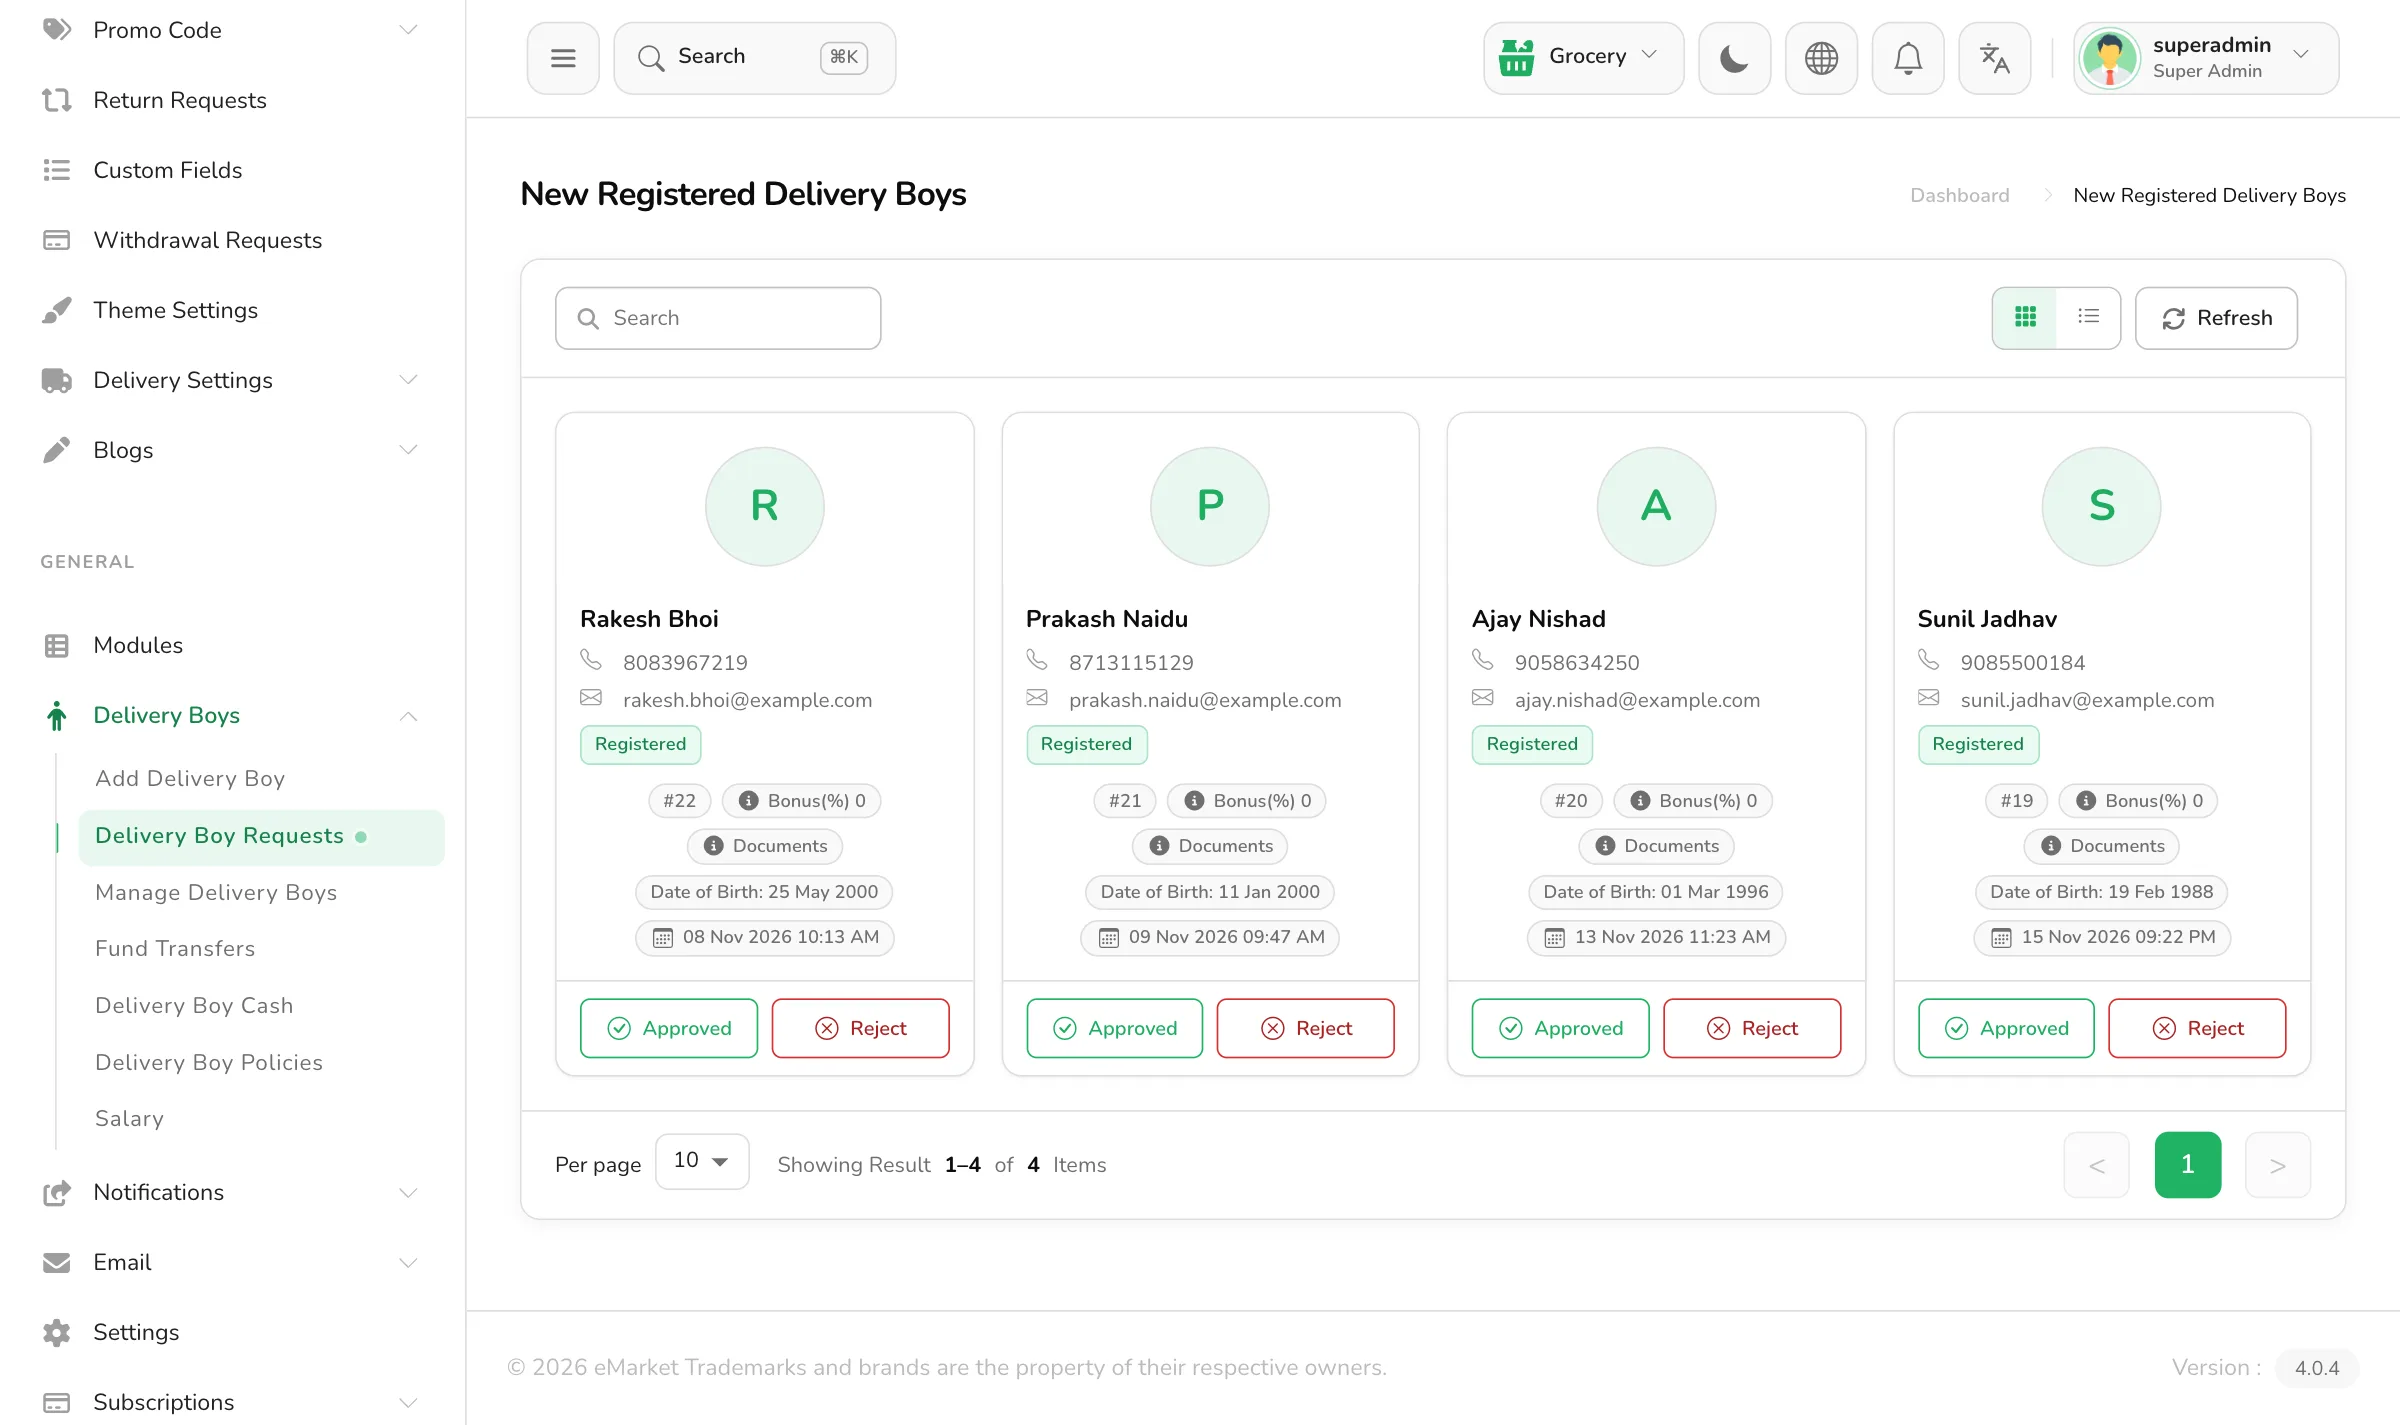 Promo Code
Return Requests
Custom Fields
Withdrawal Requests
Theme Settings
Delivery Settings
Blogs
GENERAL
Modules
Delivery Boys
Add Delivery Boy
Delivery Boy Requests
Manage Delivery Boys
Fund Transfers
Delivery Boy Cash
Delivery Boy Policies
Salary
Notifications
Email
Settings
Subscriptions
Search ⌘K
Grocery
superadmin
Super Admin
New Registered Delivery Boys
Dashboard > New Registered Delivery Boys
Search
Refresh
R
Rakesh Bhoi
8083967219
rakesh.bhoi@example.com
Registered
#22 Bonus(%) 0
Documents
Date of Birth: 25 May 2000
08 Nov 2026 10:13 AM
Approved Reject
P
Prakash Naidu
8713115129
prakash.naidu@example.com
Registered
#21 Bonus(%) 0
Documents
Date of Birth: 11 Jan 2000
09 Nov 2026 09:47 AM
Approved Reject
A
Ajay Nishad
9058634250
ajay.nishad@example.com
Registered
#20 Bonus(%) 0
Documents
Date of Birth: 01 Mar 1996
13 Nov 2026 11:23 AM
Approved Reject
S
Sunil Jadhav
9085500184
sunil.jadhav@example.com
Registered
#19 Bonus(%) 0
Documents
Date of Birth: 19 Feb 1988
15 Nov 2026 09:22 PM
Approved Reject
Per page 10 Showing Result 1–4 of 4 Items
< 1 >
© 2026 eMarket Trademarks and brands are the property of their respective owners.
Version : 4.0.4